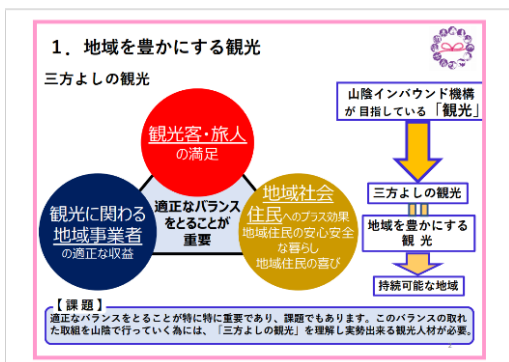 1．地域を豊かにする観光
三方よしの観光
観光客・旅人
の満足
観光に関わる
地域事業者
の適正な収益
適正なバランス
をとることが
重要
地域社会
住民へのプラス効果
地域住民の安心安全
な暮らし
地域住民の喜び
山陰インバウンド機構
が目指している「観光」
三方よしの観光
地域を豊かにする
観 光
持続可能な地域
【課題】
適正なバランスをとることが特に特に重要であり、課題でもあります。このバランスの取れ
た取組を山陰で行っていく為には、「三方よしの観光」を理解し実勢出来る観光人材が必要。